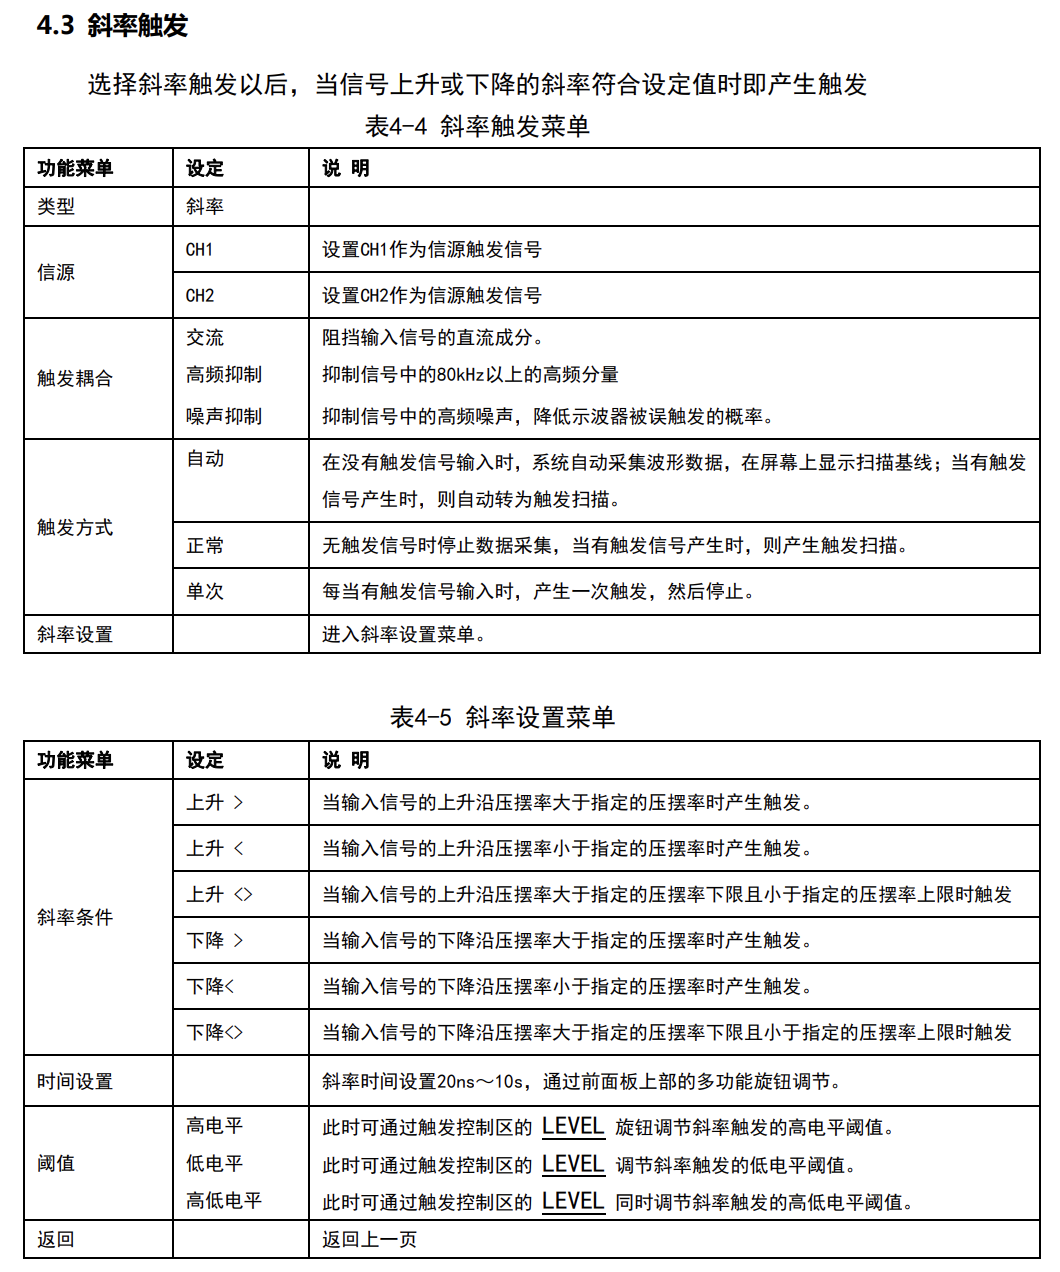 4.3 斜率触发
选择斜率触发以后，当信号上升或下降的斜率符合设定值时即产生触发
表4-4 斜率触发菜单
功能菜单 设定 说 明
类型 斜率
信源
CH1 设置CH1作为信源触发信号
CH2 设置CH2作为信源触发信号
触发耦合
交流 阻挡输入信号的直流成分。
高频抑制 抑制信号中的80kHz以上的高频分量
噪声抑制 抑制信号中的高频噪声，降低示波器被误触发的概率。
触发方式
自动 在没有触发信号输入时，系统自动采集波形数据，在屏幕上显示扫描基线；当有触发
信号产生时，则自动转为触发扫描。
正常 无触发信号时停止数据采集，当有触发信号产生时，则产生触发扫描。
单次 每当有触发信号输入时，产生一次触发，然后停止。
斜率设置 进入斜率设置菜单。
表4-5 斜率设置菜单
功能菜单 设定 说 明
斜率条件
上升 > 当输入信号的上升沿压摆率大于指定的压摆率时产生触发。
上升 < 当输入信号的上升沿压摆率小于指定的压摆率时产生触发。
上升 <> 当输入信号的上升沿压摆率大于指定的压摆率下限且小于指定的压摆率上限时触发
下降 > 当输入信号的下降沿压摆率大于指定的压摆率时产生触发。
下降< 当输入信号的下降沿压摆率小于指定的压摆率时产生触发。
下降<> 当输入信号的下降沿压摆率大于指定的压摆率下限且小于指定的压摆率上限时触发
时间设置 斜率时间设置20ns～10s，通过前面板上部的多功能旋钮调节。
阈值
高电平 此时可通过触发控制区的 LEVEL 旋钮调节斜率触发的高电平阈值。
低电平 此时可通过触发控制区的 LEVEL 调节斜率触发的低电平阈值。
高低电平 此时可通过触发控制区的 LEVEL 同时调节斜率触发的高低电平阈值。
返回 返回上一页